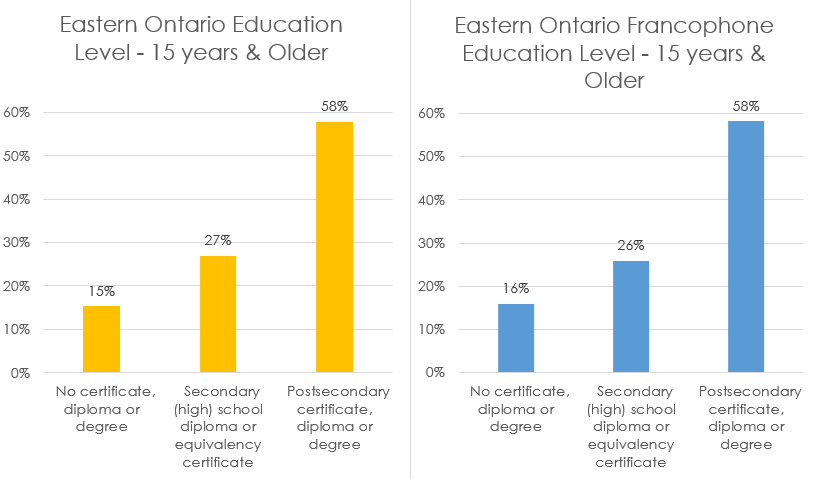 Eastern Ontario Education
Level - 15 years & Older
60%
50%
40%
30%
20%
10%
0%
15%
27%
58%
No certificate,
diploma or
degree
Secondary
(high) school
diploma or
equivalency
certificate
Postsecondary
certificate,
diploma or
degree
Eastern Ontario Francophone
Education Level - 15 years &
Older
60%
50%
40%
30%
20%
10%
0%
16%
26%
58%
No certificate,
diploma or
degree
Secondary
(high) school
diploma or
equivalency
certificate
Postsecondary
certificate,
diploma or
degree